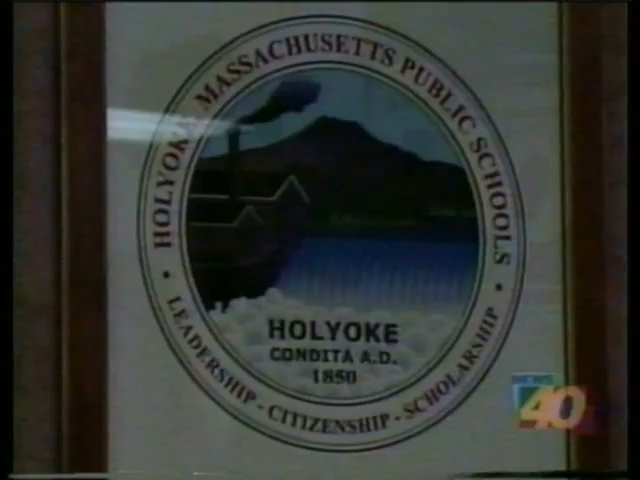 HOLYOKE MASSACHUSETTS PUBLIC SCHOOLS
HOLYOKE
CONDITA A.D.
1850
• LEADERSHIP - CITIZENSHIP - SCHOLARSHIP •
40